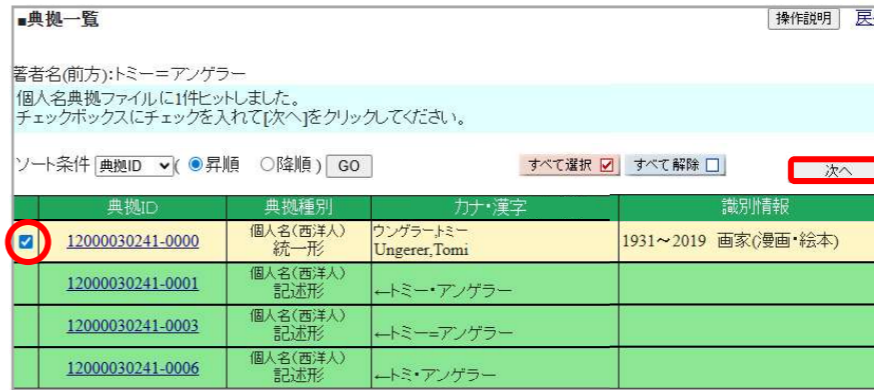 ■典拠一覧 操作説明
著者名(前方):トミー＝アンゲラー
個人名典拠ファイルに1件ヒットしました。
チェックボックスにチェックを入れて[次へ]をクリックしてください。
ソート条件 典拠ID ( 昇順 降順 ) GO すべて選択 すべて解除 次へ
典拠ID 典拠種別 カナ・漢字 識別情報
12000030241-0000 個人名(西洋人) 統一形 ウングラー,トミー Ungerer,Tomi 1931～2019 画家(漫画・絵本)
12000030241-0001 個人名(西洋人) 記述形 ←トミー・アンゲラー
12000030241-0003 個人名(西洋人) 記述形 ←トミー=アンゲラー
12000030241-0006 個人名(西洋人) 記述形 ←トミ・アンゲラー